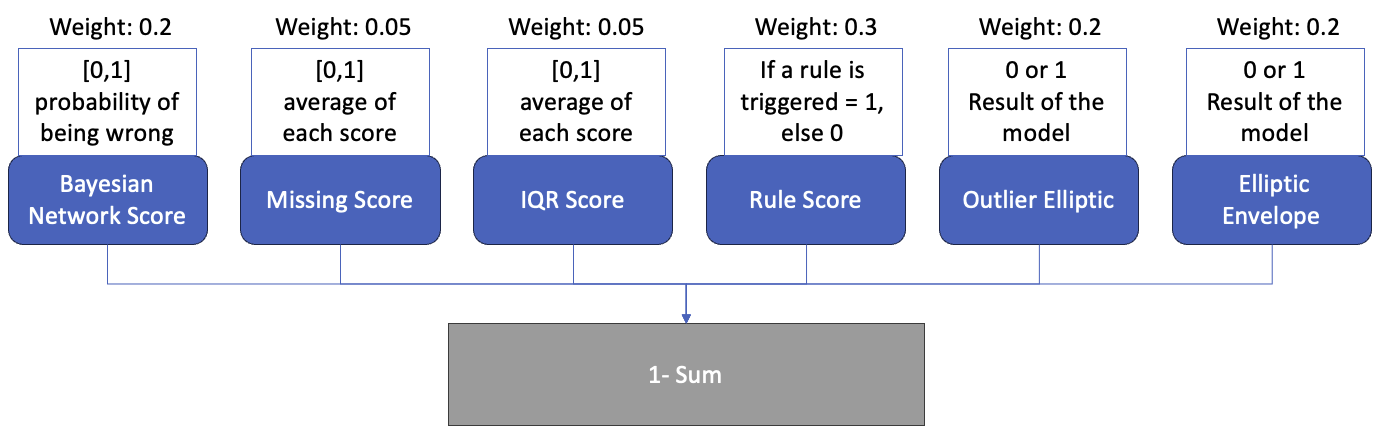 Weight: 0.2
Weight: 0.05
Weight: 0.05
Weight: 0.3
Weight: 0.2
Weight: 0.2
[0,1]
probability of
being wrong
[0,1]
average of
each score
[0,1]
average of
each score
If a rule is
triggered = 1,
else 0
0 or 1
Result of the
model
0 or 1
Result of the
model
Bayesian
Network Score
Missing Score
IQR Score
Rule Score
Outlier Elliptic
Elliptic
Envelope
1- Sum